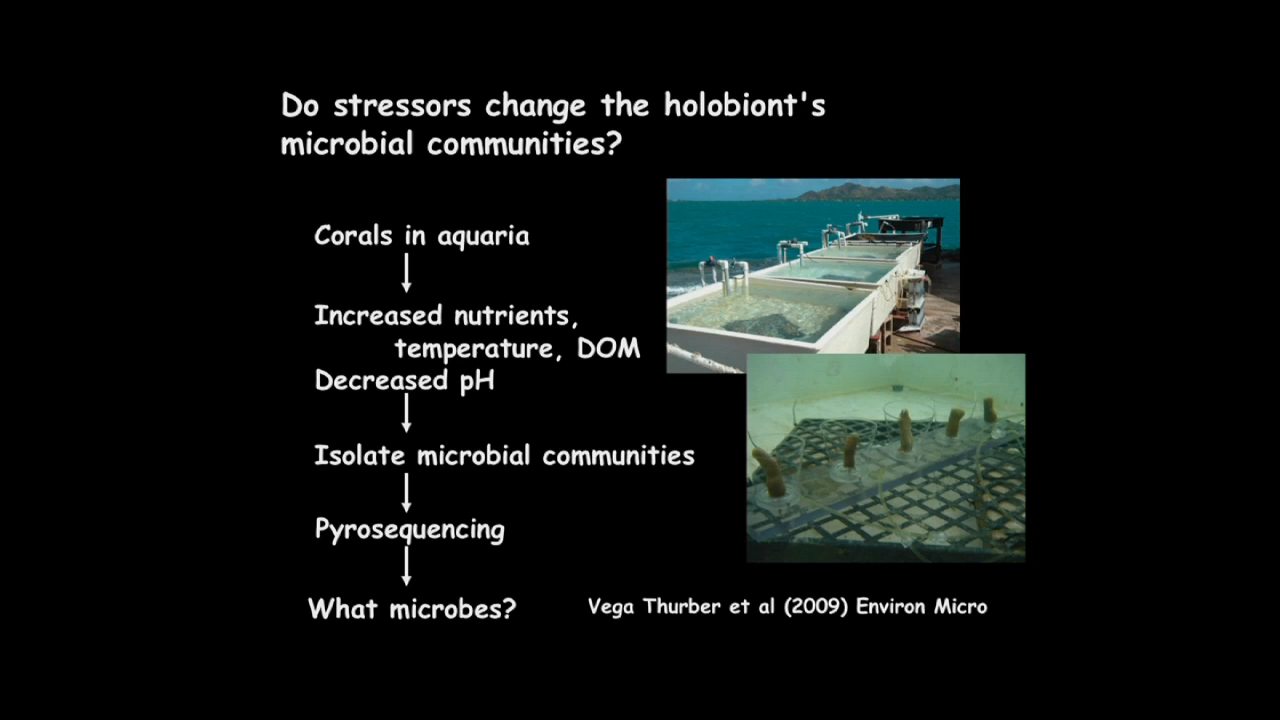 Do stressors change the holobiont's
microbial communities?
Corals in aquaria
Increased nutrients,
temperature, DOM
Decreased pH
Isolate microbial communities
Pyrosequencing
What microbes?
Vega Thurber et al (2009) Environ Micro